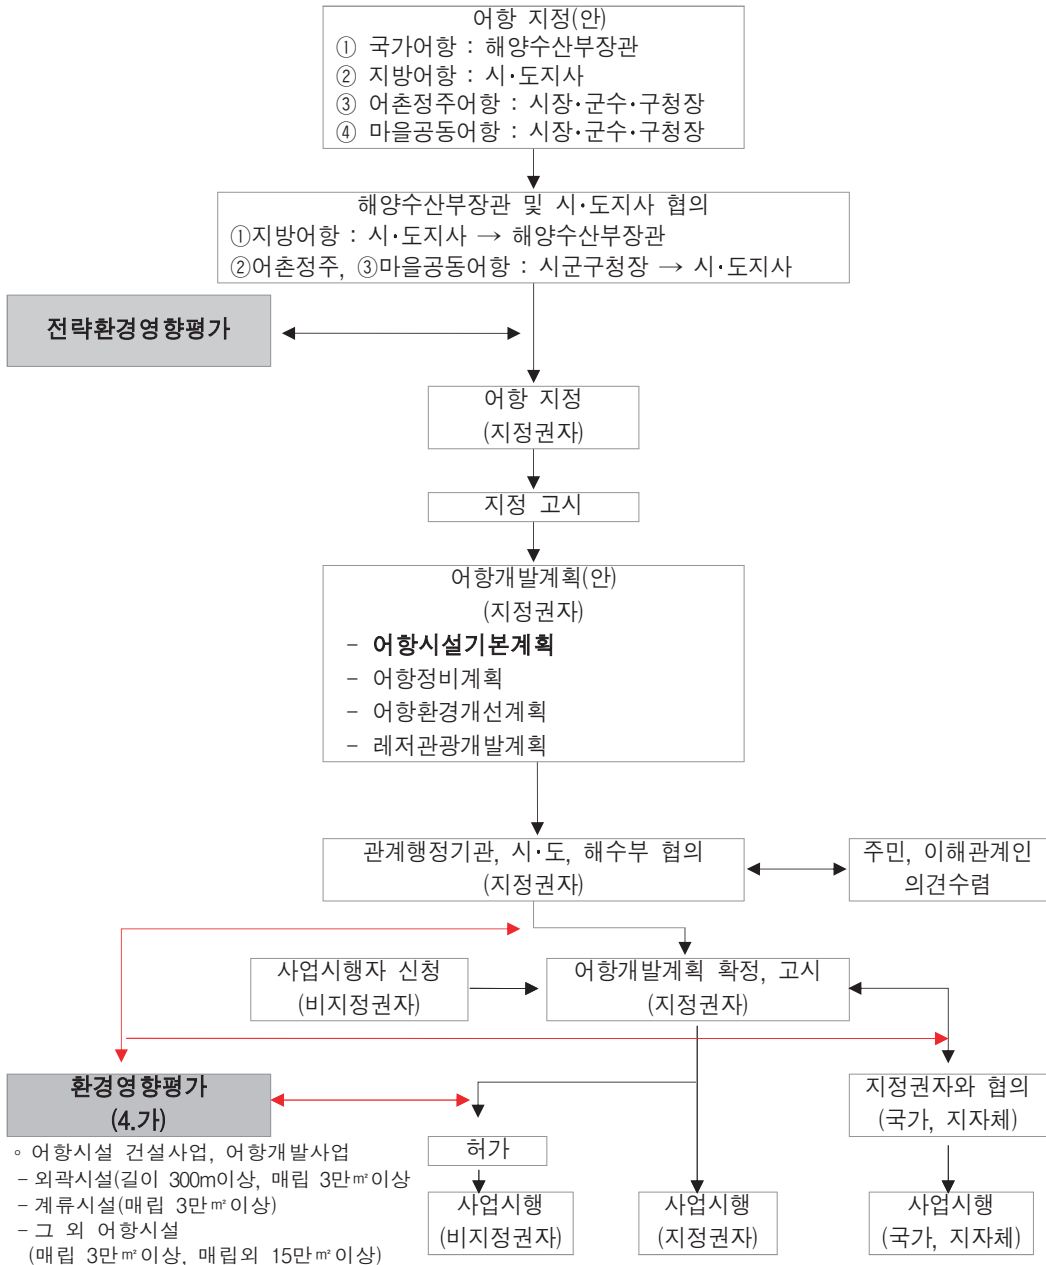 어항 지정(안)
① 국가어항 : 해양수산부장관
② 지방어항 : 시·도지사
③ 어촌정주어항 : 시장·군수·구청장
④ 마을공동어항 : 시장·군수·구청장
해양수산부장관 및 시·도지사 협의
①지방어항 : 시·도지사 → 해양수산부장관
②어촌정주, ③마을공동어항 : 시군구청장 → 시·도지사
전략환경영향평가
어항 지정
(지정권자)
지정 고시
어항개발계획(안)
(지정권자)
- 어항시설기본계획
- 어항정비계획
- 어항환경개선계획
- 레저관광개발계획
관계행정기관, 시·도, 해수부 협의
(지정권자)
주민, 이해관계인
의견수렴
사업시행자 신청
(비지정권자)
어항개발계획 확정, 고시
(지정권자)
환경영향평가
(4.가)
◦ 어항시설 건설사업, 어항개발사업
- 외곽시설(길이 300m이상, 매립 3만㎡이상
- 계류시설(매립 3만㎡이상)
- 그 외 어항시설
(매립 3만㎡이상, 매립외 15만㎡이상)
허가
사업시행
(비지정권자)
사업시행
(지정권자)
지정권자와 협의
(국가, 지자체)
사업시행
(국가, 지자체)